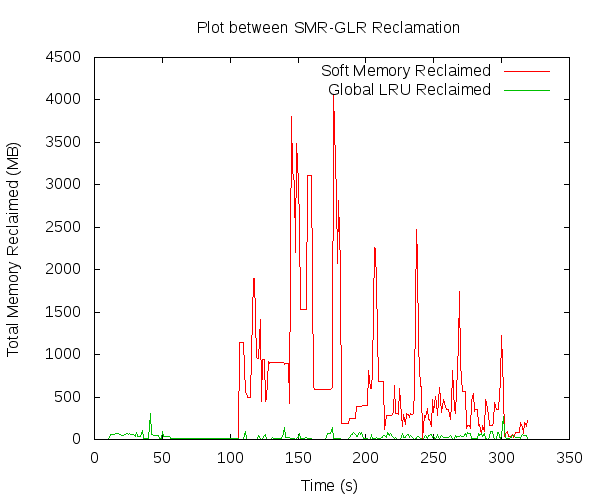 Plot between SMR-GLR Reclamation
4500
4000
3500
3000
2500
2000
1500
1000
500
0
Total Memory Reclaimed (MB)
Soft Memory Reclaimed
Global LRU Reclaimed
0 50 100 150 200 250 300 350
Time (s)